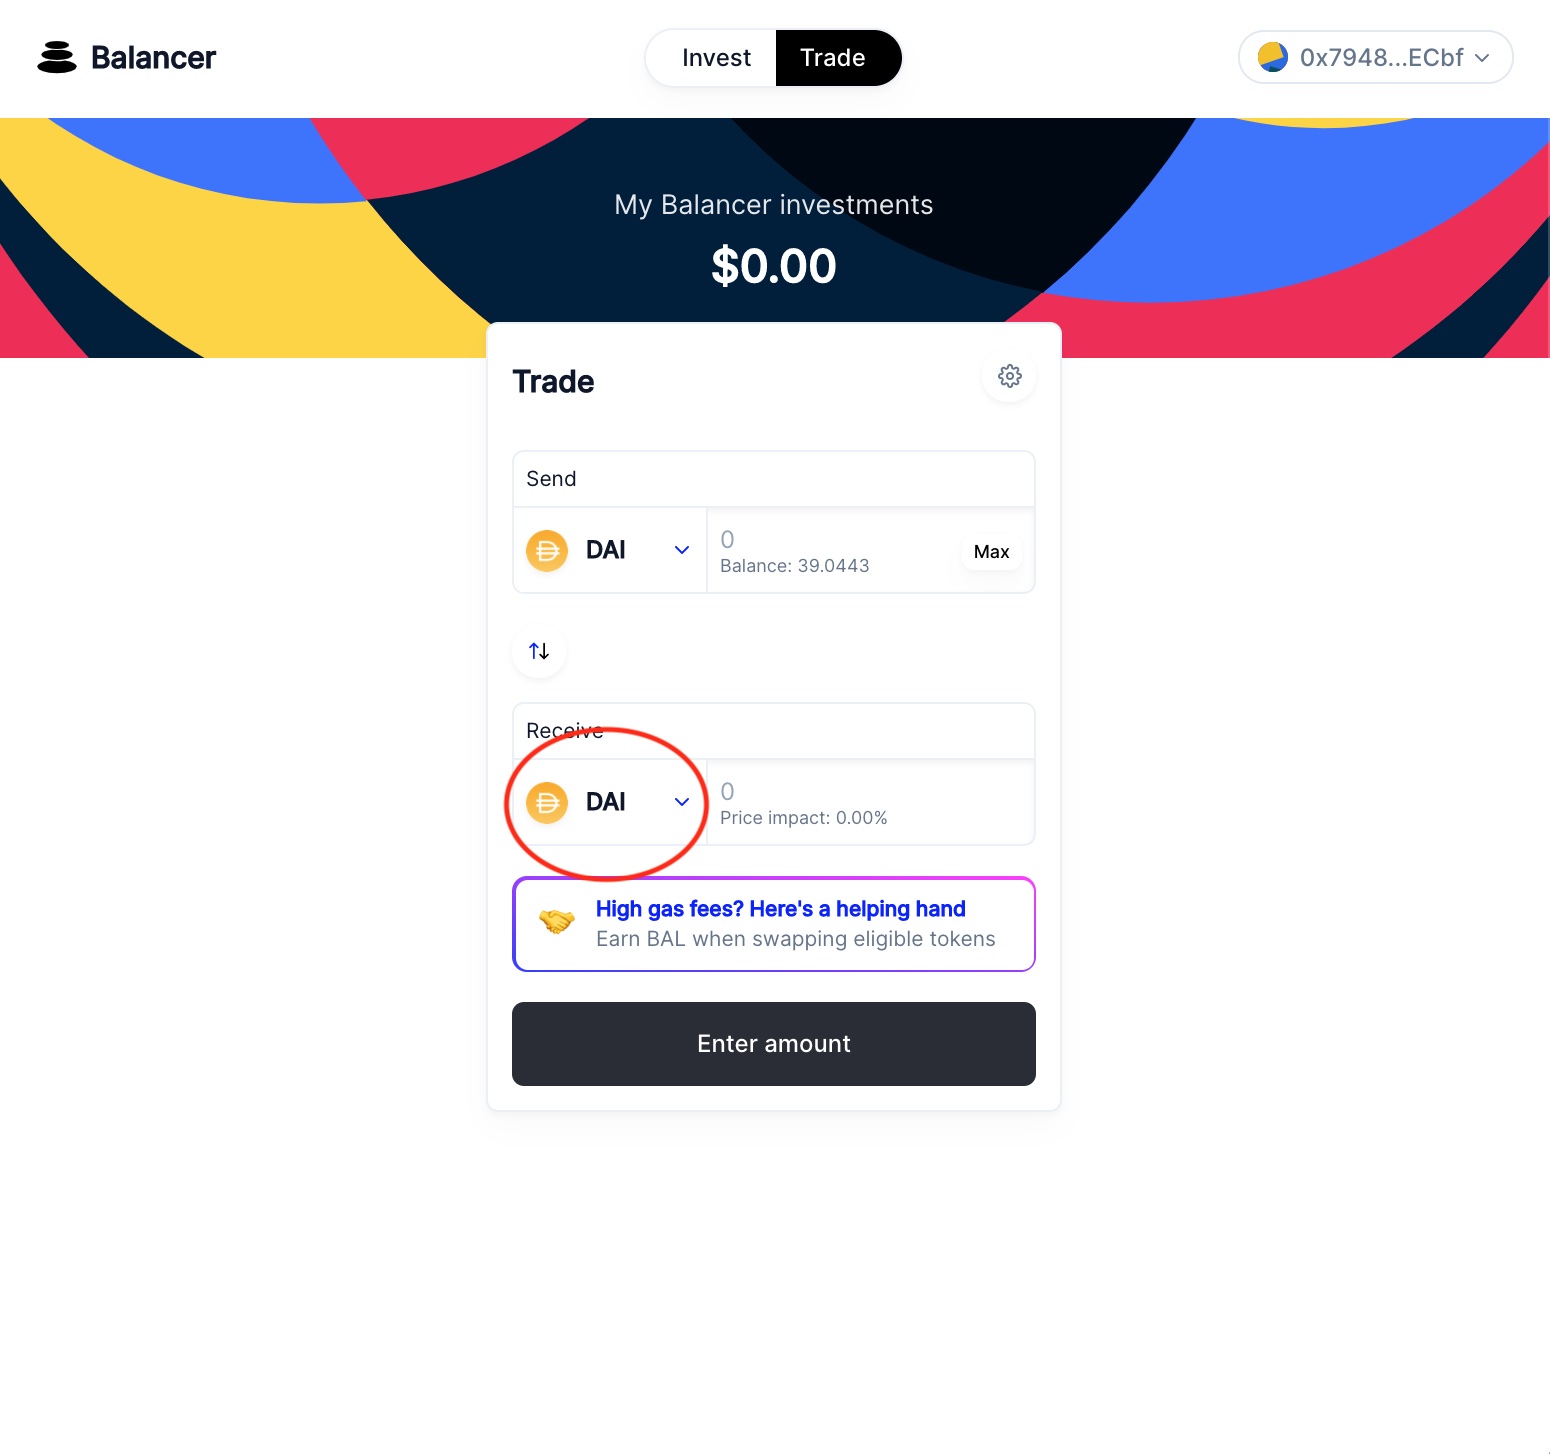 Balancer
Invest
Trade
0x7948...ECbf
My Balancer investments
$0.00
Trade
Send
DAI
0
Balance: 39.0443
Max
Receive
DAI
0
Price impact: 0.00%
High gas fees? Here's a helping hand
Earn BAL when swapping eligible tokens
Enter amount